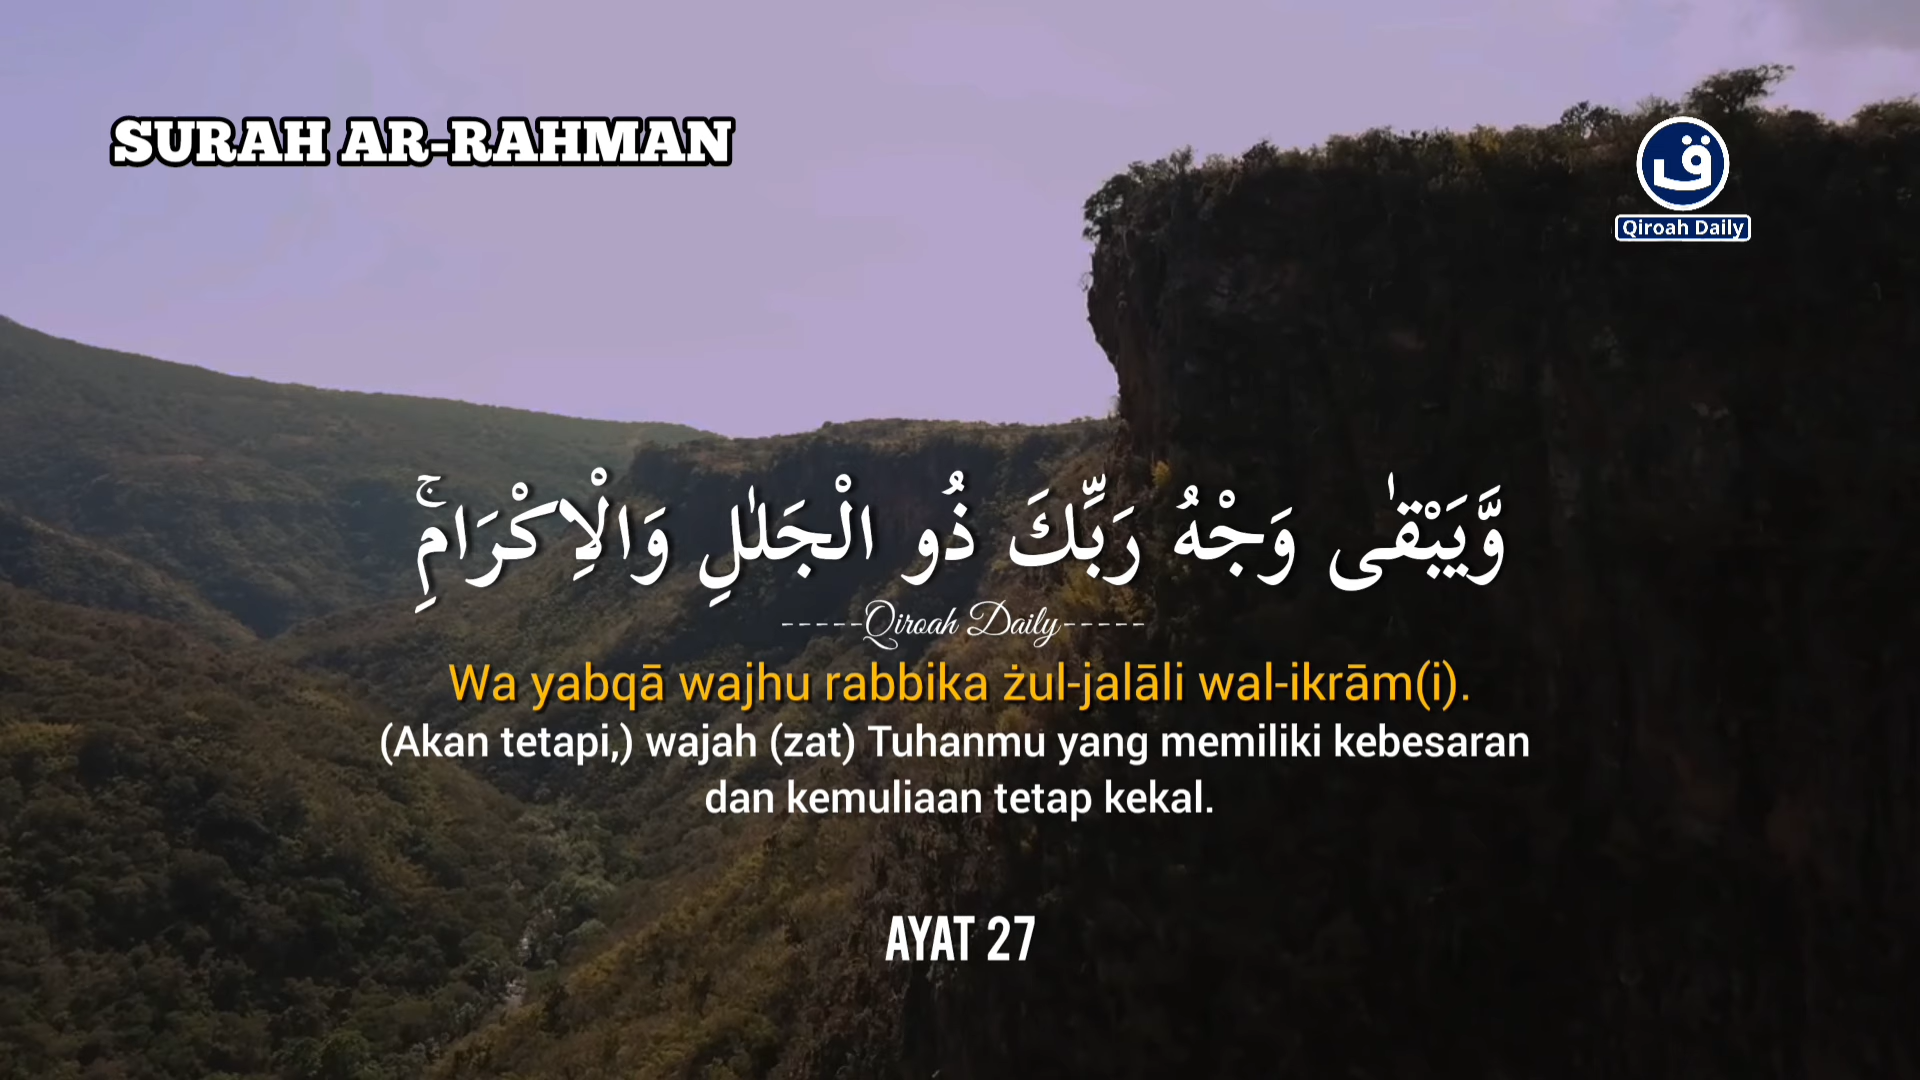 SURAH AR-RAHMAN
ق
Qiroah Daily
وَّيَبْقٰى وَجْهُ رَبِّكَ ذُو الْجَلٰلِ وَالْاِكْرَامِۚ
-----Qiroah Daily-----
Wa yabqā wajhu rabbika żul-jalāli wal-ikrām(i).
(Akan tetapi,) wajah (zat) Tuhanmu yang memiliki kebesaran
dan kemuliaan tetap kekal.
AYAT 27